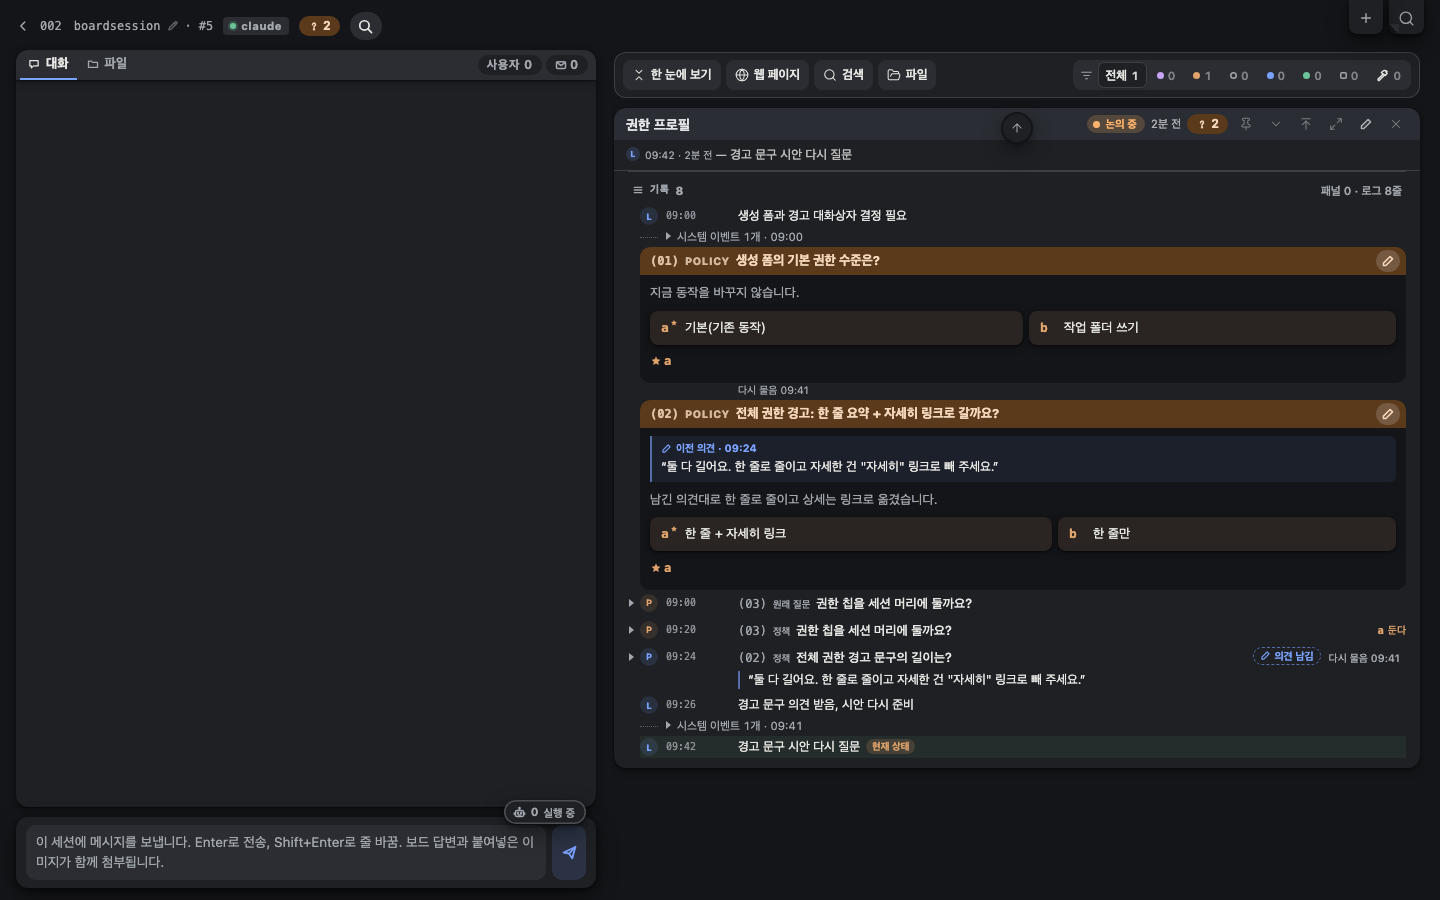 002 boardsession · #5 claude ? 2
대화 파일 사용자 0 0
한 눈에 보기 웹 페이지 검색 파일 전체 1 0 1 0 0 0 0 0
권한 프로필 논의 중 2분 전 ? 2
L 09:42 · 2분 전 — 경고 문구 시안 다시 질문
기록 8 패널 0 · 로그 8줄
L 09:00 생성 폼과 경고 대화상자 결정 필요
시스템 이벤트 1개 · 09:00
(01) POLICY 생성 폼의 기본 권한 수준은?
지금 동작을 바꾸지 않습니다.
a* 기본(기존 동작) b 작업 폴더 쓰기
★ a
다시 물음 09:41
(02) POLICY 전체 권한 경고: 한 줄 요약 + 자세히 링크로 갈까요?
이전 의견 · 09:24
“둘 다 길어요. 한 줄로 줄이고 자세한 건 "자세히" 링크로 빼 주세요.”
남긴 의견대로 한 줄로 줄이고 상세는 링크로 옮겼습니다.
a* 한 줄 + 자세히 링크 b 한 줄만
★ a
P 09:00 (03) 원래 질문 권한 칩을 세션 머리에 둘까요?
P 09:20 (03) 정책 권한 칩을 세션 머리에 둘까요? a 둔다
P 09:24 (02) 정책 전체 권한 경고 문구의 길이는? 의견 남김 다시 물음 09:41
“둘 다 길어요. 한 줄로 줄이고 자세한 건 "자세히" 링크로 빼 주세요.”
L 09:26 경고 문구 의견 받음, 시안 다시 준비
시스템 이벤트 1개 · 09:41
L 09:42 경고 문구 시안 다시 질문 현재 상태
0 실행 중
이 세션에 메시지를 보냅니다. Enter로 전송, Shift+Enter로 줄 바꿈. 보드 답변과 붙여넣은 이
미지가 함께 첨부됩니다.